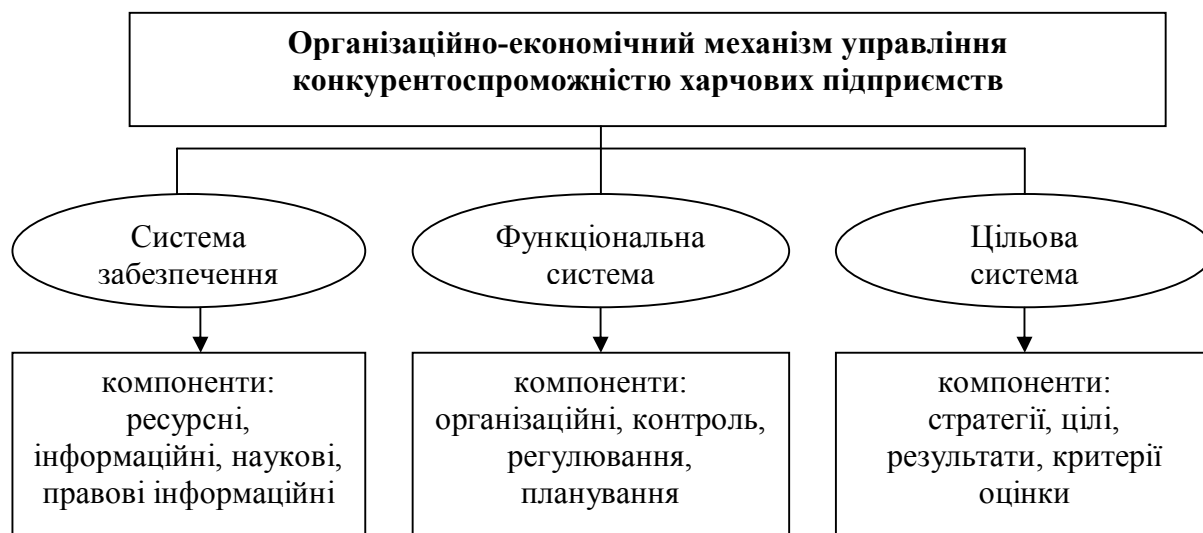 Організаційно-економічний механізм управління
конкурентоспроможністю харчових підприємств
Система
забезпечення
Функціональна
система
Цільова
система
компоненти:
ресурсні,
інформаційні, наукові,
правові інформаційні
компоненти:
організаційні, контроль,
регулювання,
планування
компоненти:
стратегії, цілі,
результати, критерії
оцінки